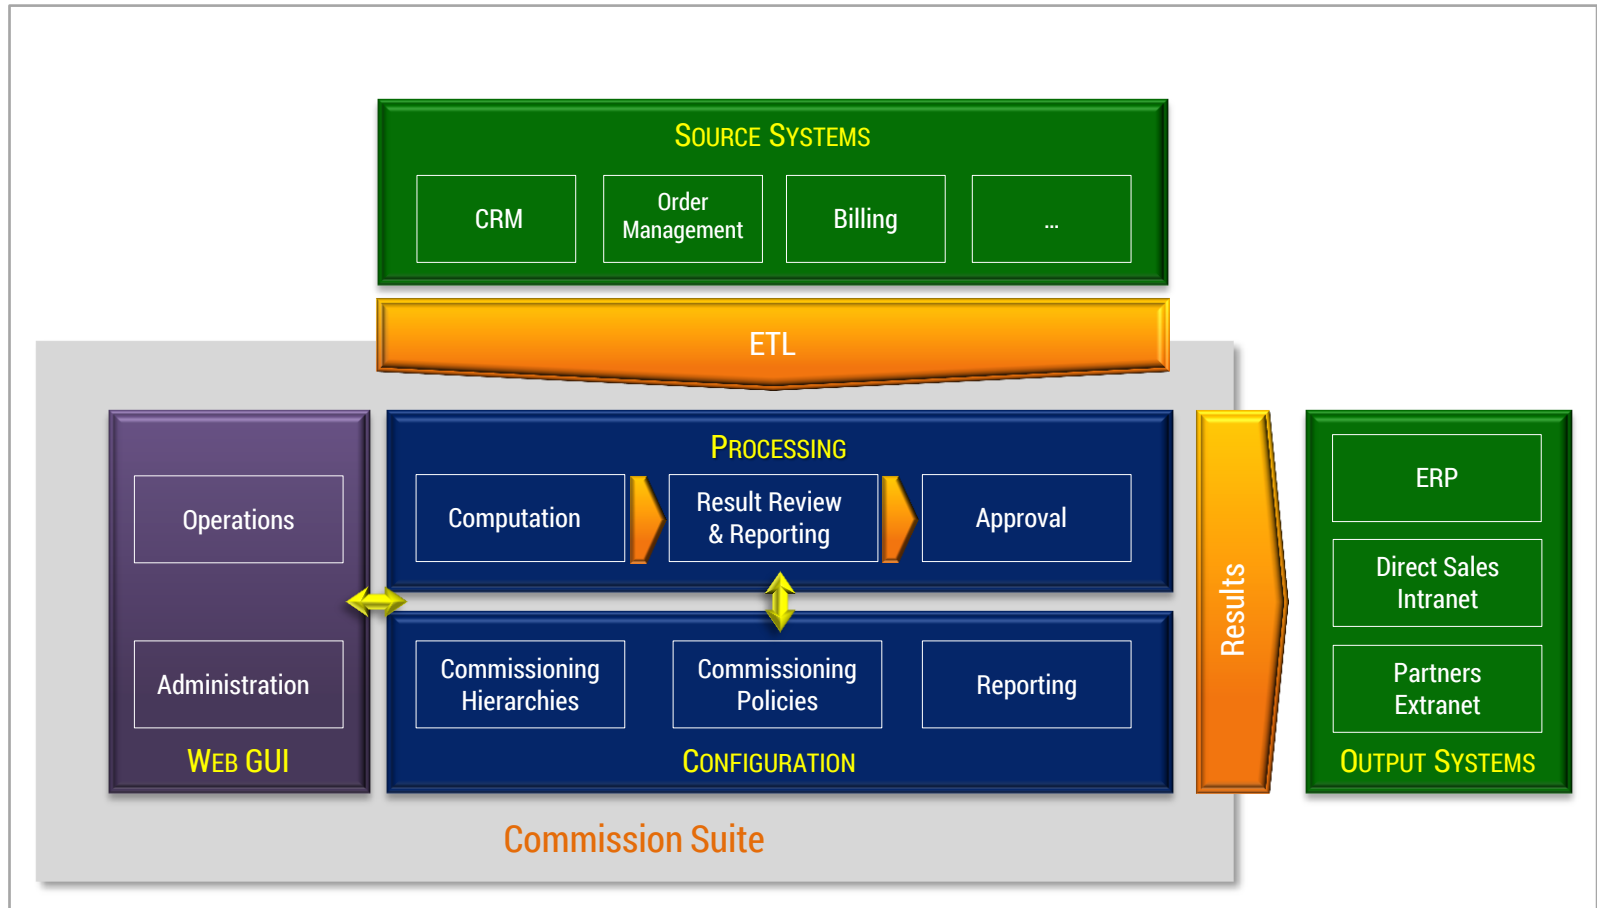 SOURCE SYSTEMS
CRM
Order
Management
Billing
...
ETL
PROCESSING
Computation
Result Review
& Reporting
Approval
Operations
Administration
WEB GUI
Commissioning
Hierarchies
Commissioning
Policies
Reporting
CONFIGURATION
Results
ERP
Direct Sales
Intranet
Partners
Extranet
OUTPUT SYSTEMS
Commission Suite